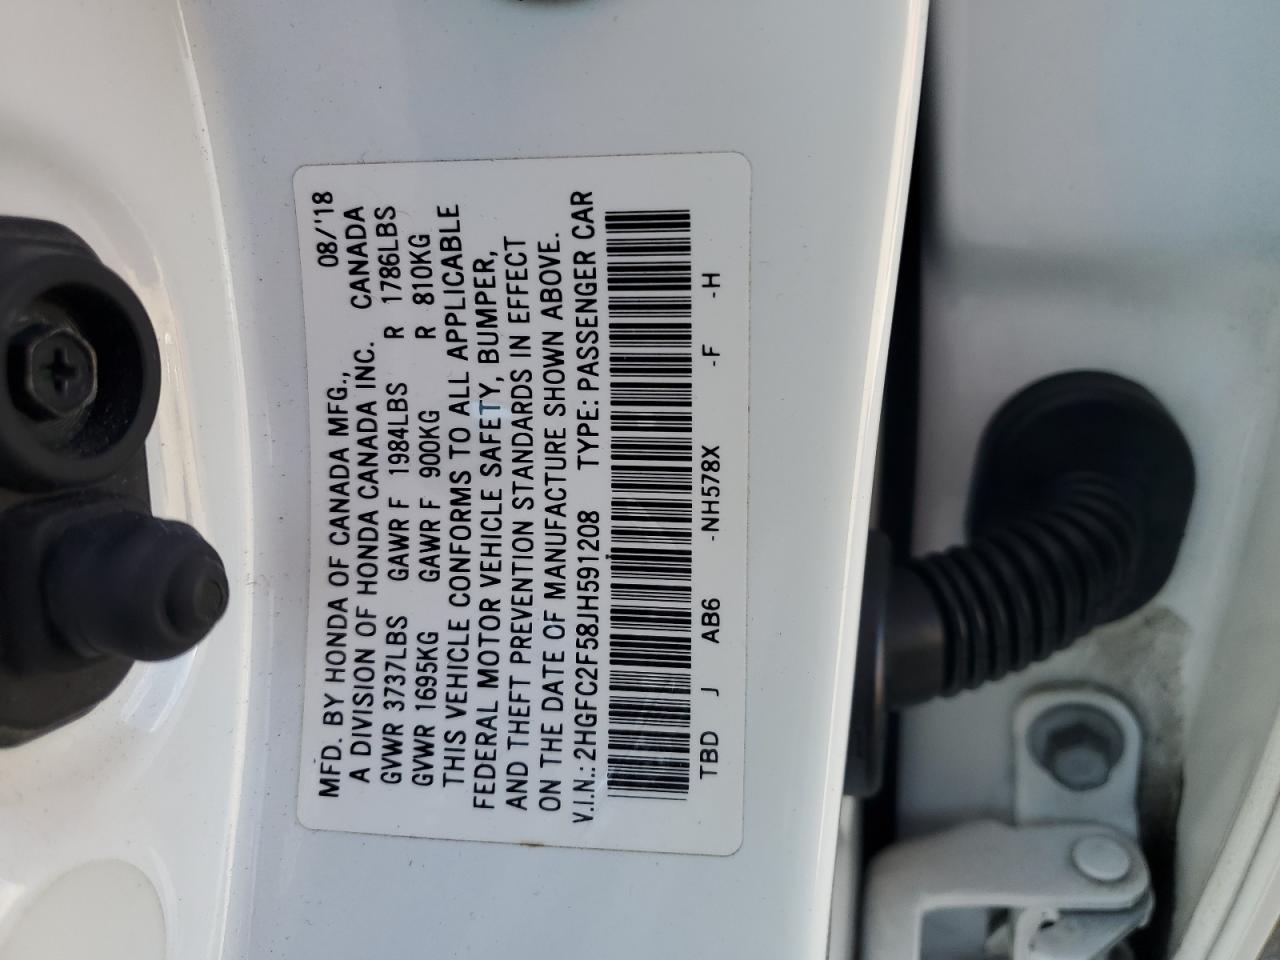 MFD. BY HONDA OF CANADA MFG., 08/'18
A DIVISION OF HONDA CANADA INC. CANADA
GVWR 3737LBS GAWR F 1984LBS R 1786LBS
GVWR 1695KG GAWR F 900KG R 810KG
THIS VEHICLE CONFORMS TO ALL APPLICABLE
FEDERAL MOTOR VEHICLE SAFETY, BUMPER,
AND THEFT PREVENTION STANDARDS IN EFFECT
ON THE DATE OF MANUFACTURE SHOWN ABOVE.
V.I.N.: 2HGFC2F58JH591208 TYPE: PASSENGER CAR
TBD J AB6 -NH578X -F -H